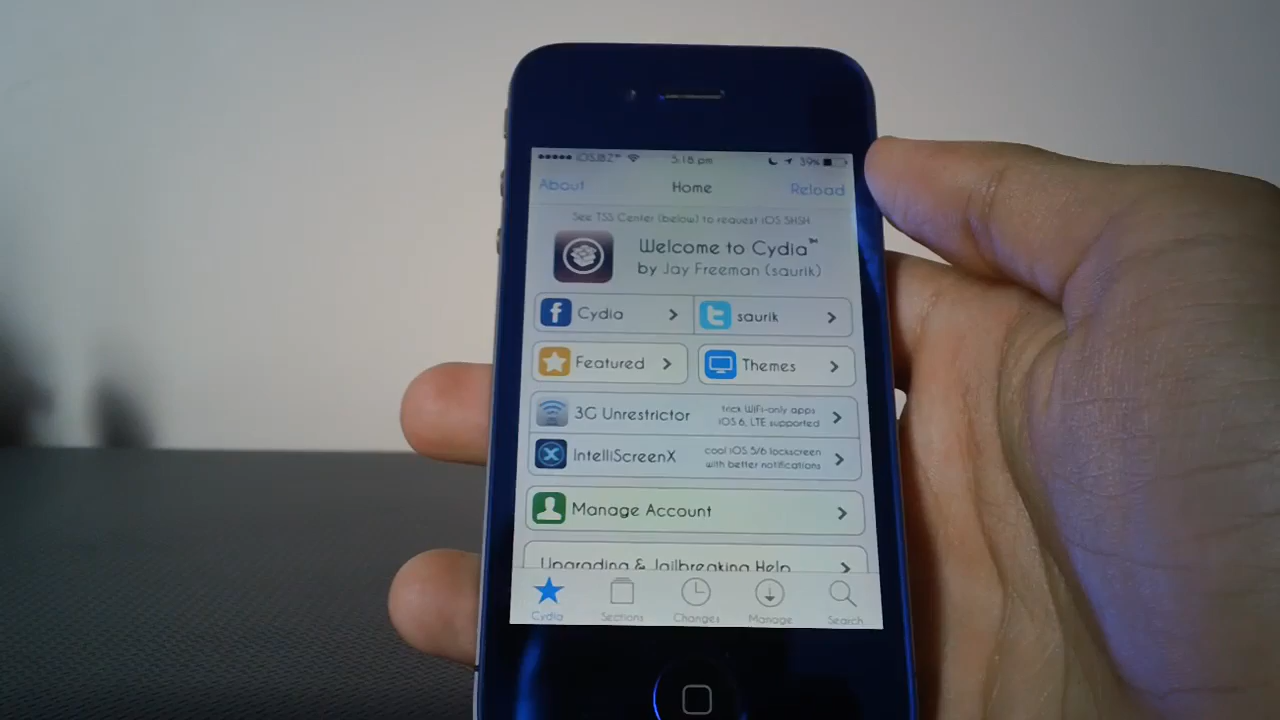 iOS.BZ™ 5:18 pm 39%
About Home Reload
See TSS Center (below) to request iOS SHSH
Welcome to Cydia™
by Jay Freeman (saurik)
Cydia
saurik
Featured
Themes
3G Unrestrictor
trick WiFi-only apps
iOS 6, LTE supported
IntelliScreenX
cool iOS 5/6 lockscreen
with better notifications
Manage Account
Upgrading & Jailbreaking Help
Cydia Sections Changes Manage Search